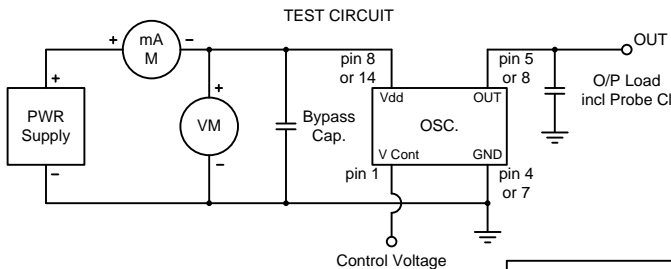 TEST CIRCUIT
+
mA
M
−
pin 8
or 14
pin 5
or 8
OUT
+
PWR
Supply
−
+
VM
−
Bypass
Cap.
Vdd
OUT
OSC.
V Cont
GND
O/P Load
incl Probe Cl
pin 1
pin 4
or 7
Control Voltage